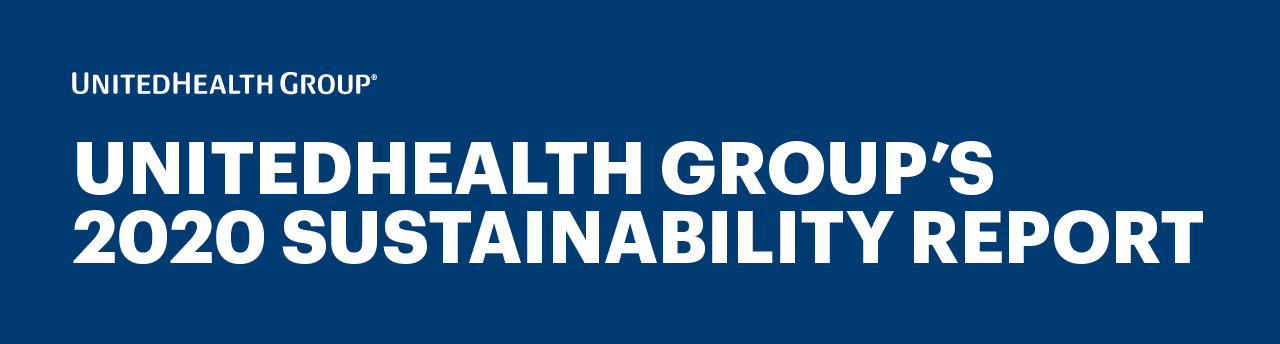 UNITEDHEALTH GROUP®
UNITEDHEALTH GROUP’S
2020 SUSTAINABILITY REPORT